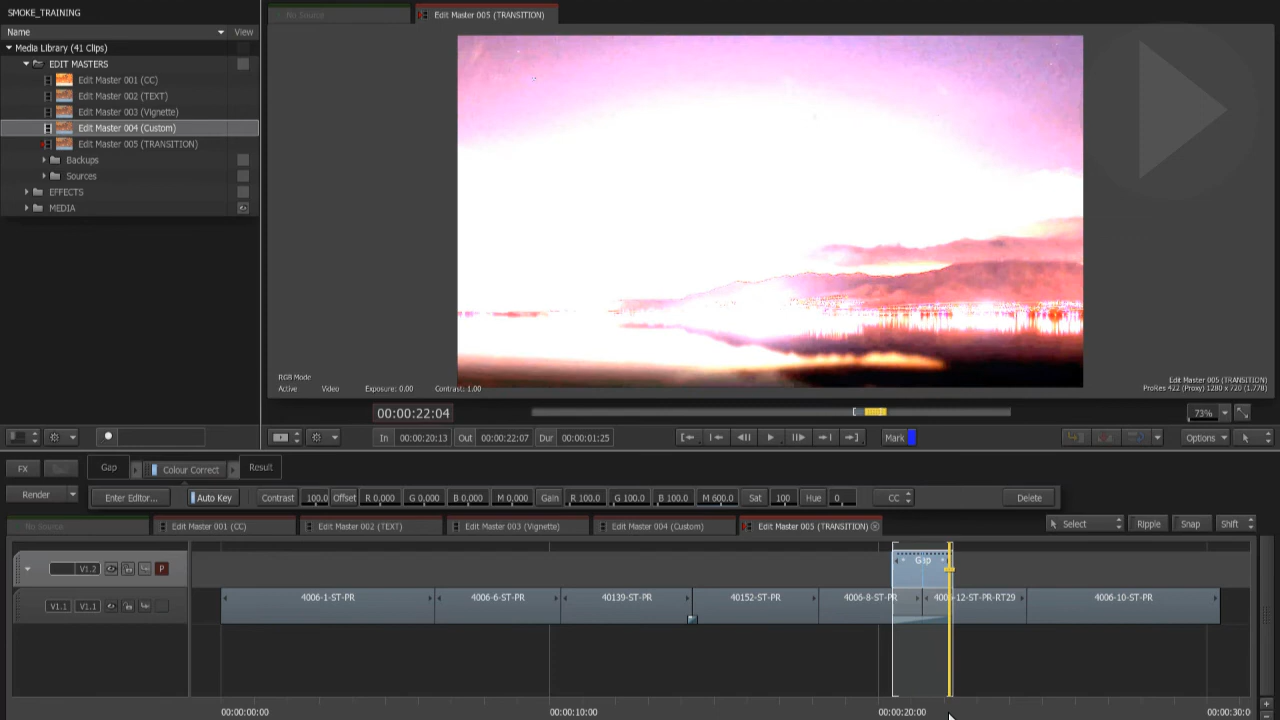 SMOKE_TRAINING
No Source
Edit Master 005 (TRANSITION)
Name
View
Media Library (41 Clips)
EDIT MASTERS
Edit Master 001 (CC)
Edit Master 002 (TEXT)
Edit Master 003 (Vignette)
Edit Master 004 (Custom)
Edit Master 005 (TRANSITION)
Backups
Sources
EFFECTS
MEDIA
RGB Mode
Active Video Exposure: 0.00 Contrast: 1.00
Edit Master 005 (TRANSITION)
ProRes 422 (Proxy) 1280 x 720 (1.778)
00:00:22:04
73%
In 00:00:20:13 Out 00:00:22:07 Dur 00:00:01:25
Mark
Options
FX Gap Colour Correct Result
Render Enter Editor... Auto Key Contrast 100.0 Offset R 0,000 G 0,000 B 0,000 M 0,000 Gain R 100.0 G 100.0 B 100.0 M 600.0 Sat 100 Hue 0 CC Delete
No Source Edit Master 001 (CC) Edit Master 002 (TEXT) Edit Master 003 (Vignette) Edit Master 004 (Custom) Edit Master 005 (TRANSITION) Select Ripple Snap Shift
V1.2 P Gap
V1.1 V1.1 4006-1-ST-PR 4006-6-ST-PR 40139-ST-PR 40152-ST-PR 4006-8-ST-PR 12-ST-PR-RT29 4006-10-ST-PR
00:00:00:00 00:00:10:00 00:00:20:00 00:00:30:0